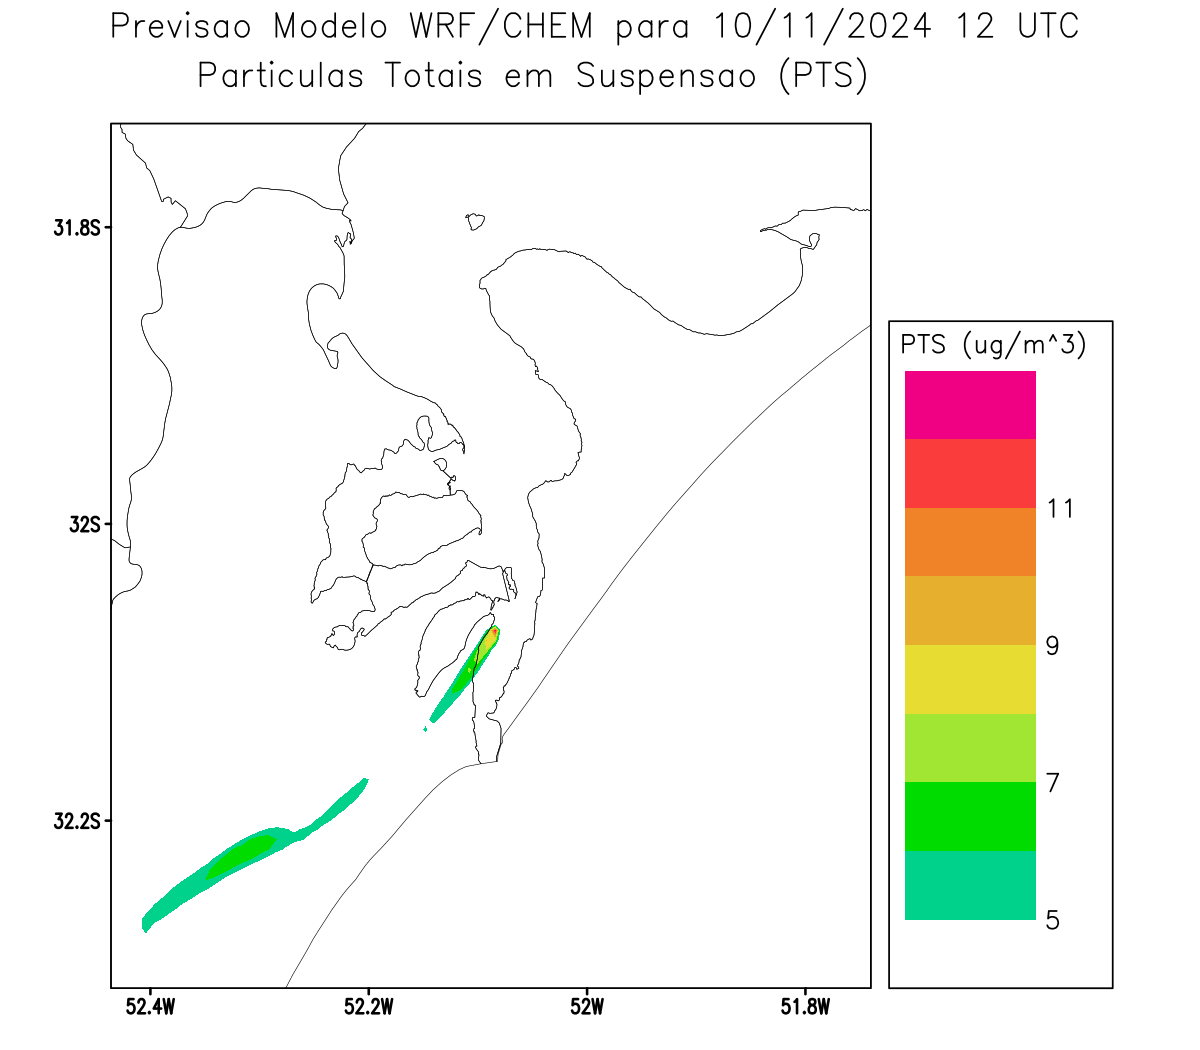 Previsao Modelo WRF/CHEM para 10/11/2024 12 UTC
Particulas Totais em Suspensao (PTS)
31.8S
32S
32.2S
52.4W
52.2W
52W
51.8W
PTS (ug/m^3)
11
9
7
5